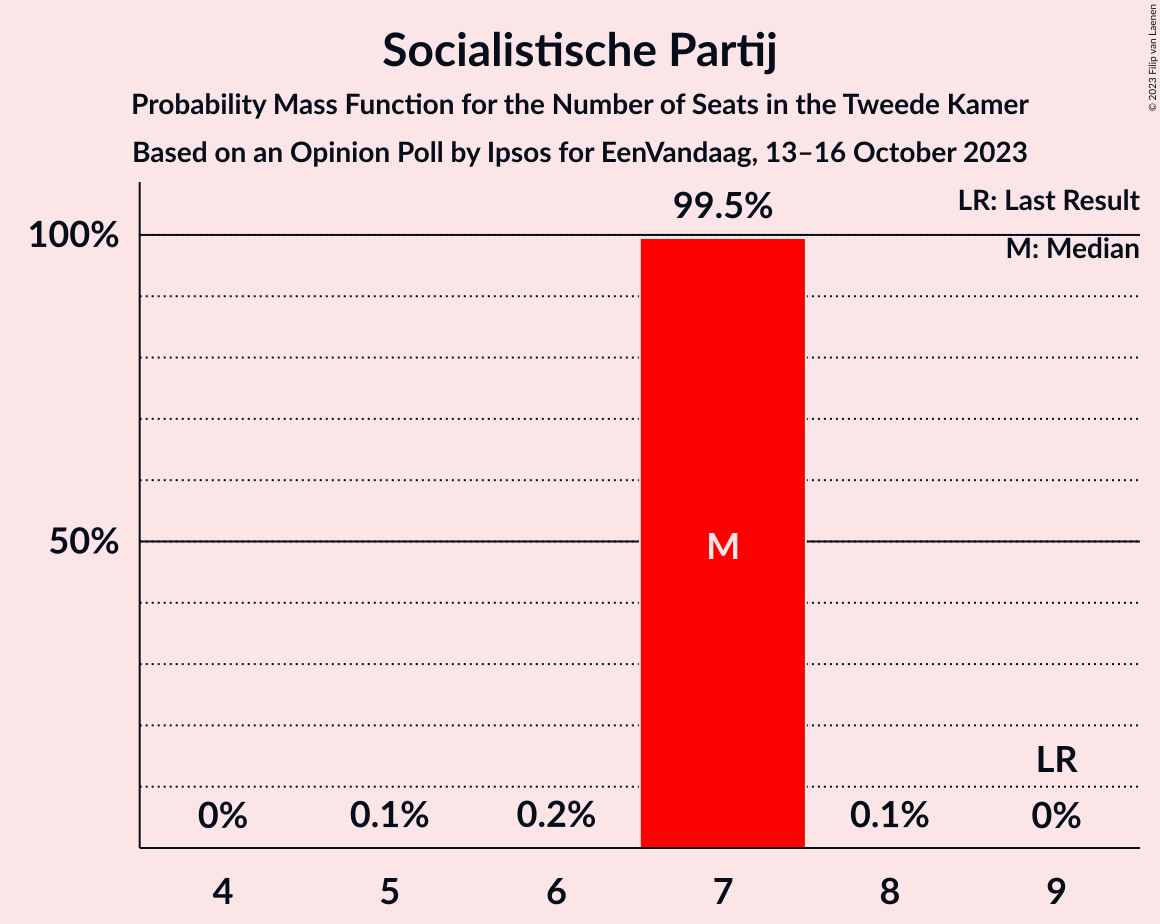 Socialistische Partij
Probability Mass Function for the Number of Seats in the Tweede Kamer
Based on an Opinion Poll by Ipsos for EenVandaag, 13–16 October 2023
© 2023 Filip van Laenen
LR: Last Result
M: Median
99.5%
100%
50%
M
LR
0%
0.1%
0.2%
0.1%
0%
4
5
6
7
8
9